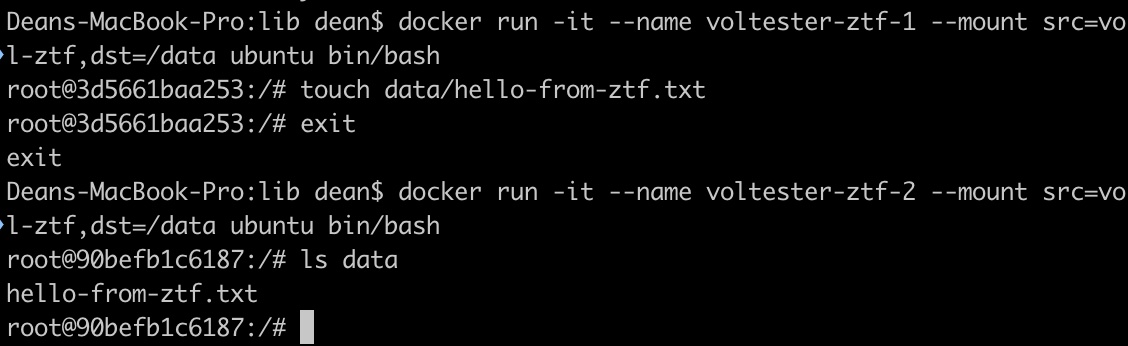 Deans-MacBook-Pro:lib dean$ docker run -it --name voltester-ztf-1 --mount src=vo
l-ztf,dst=/data ubuntu bin/bash
root@3d5661baa253:/# touch data/hello-from-ztf.txt
root@3d5661baa253:/# exit
exit
Deans-MacBook-Pro:lib dean$ docker run -it --name voltester-ztf-2 --mount src=vo
l-ztf,dst=/data ubuntu bin/bash
root@90befb1c6187:/# ls data
hello-from-ztf.txt
root@90befb1c6187:/#